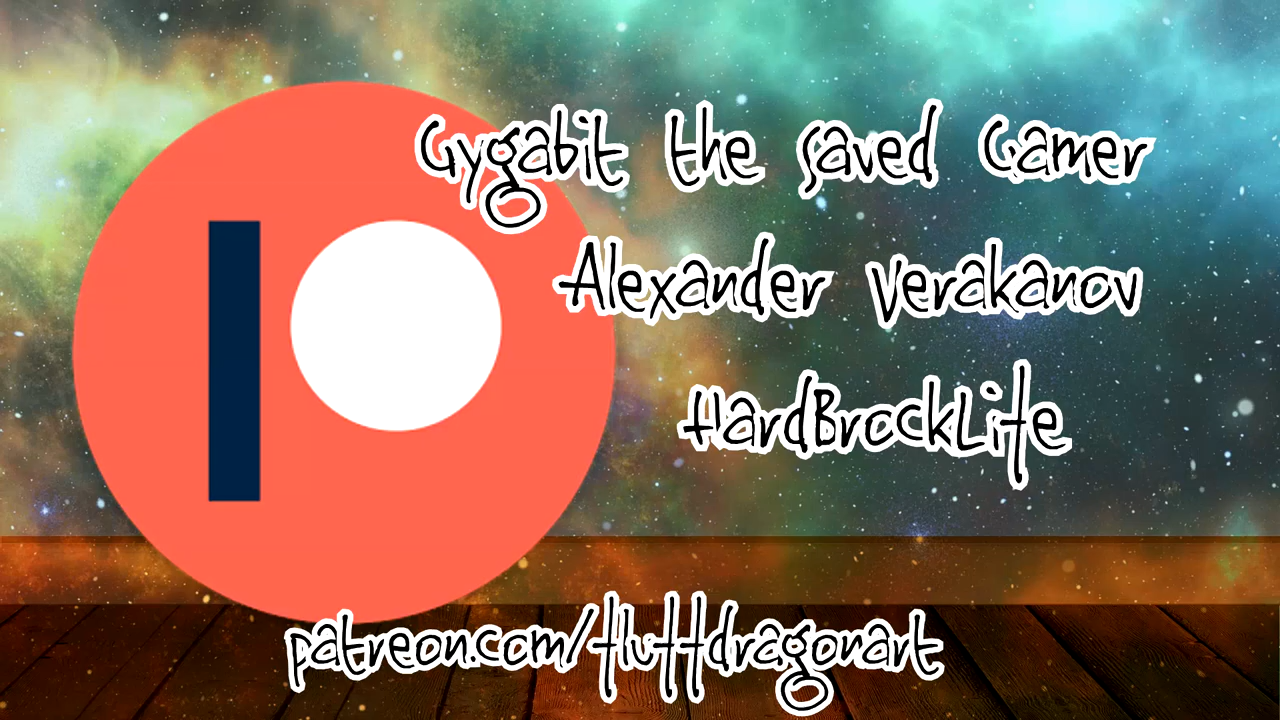 Gygabit the saved Gamer
Alexander Verakanov
HardBrockLife
patreon.com/fluffdragonart